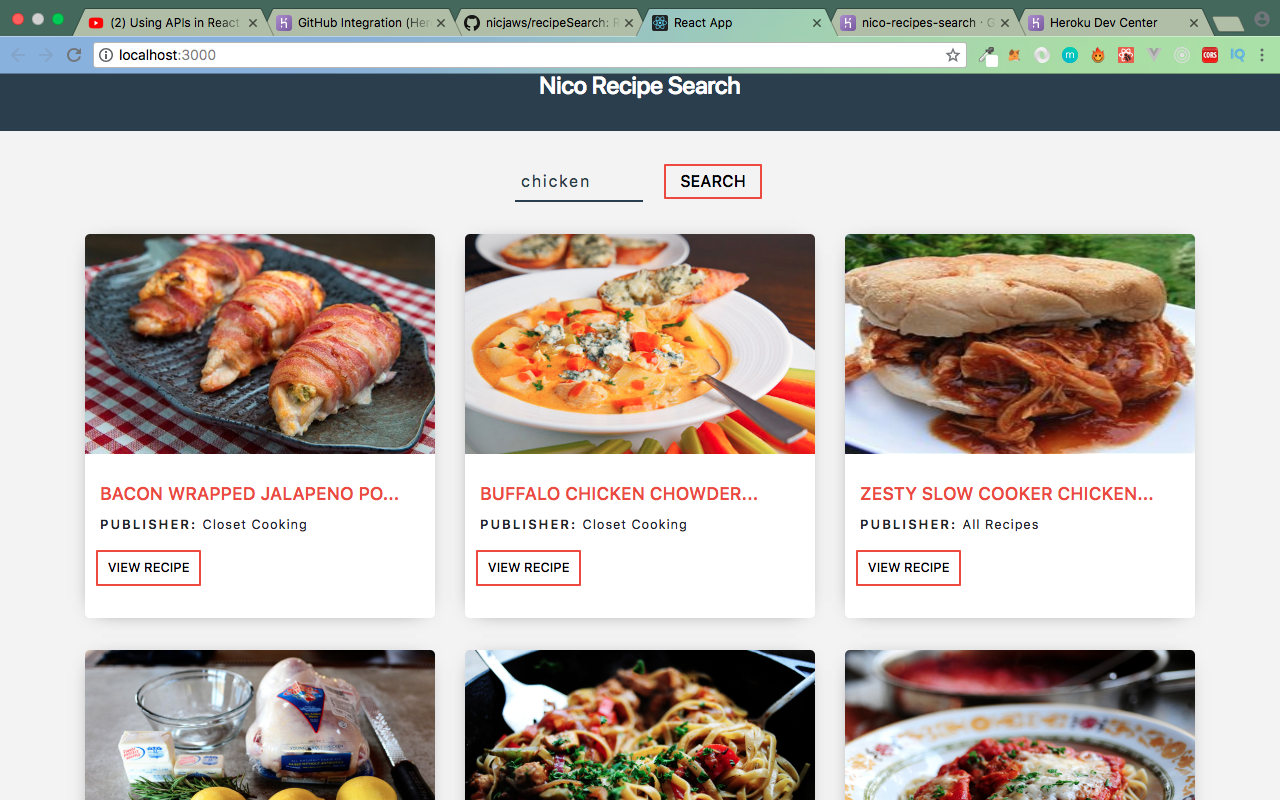 (2) Using APIs in React
GitHub Integration (Her
nicjaws/recipeSearch: R
React App
nico-recipes-search · G
Heroku Dev Center
localhost:3000
m
CORS
IQ
Nico Recipe Search
chicken
SEARCH
BACON WRAPPED JALAPENO PO...
BUFFALO CHICKEN CHOWDER...
ZESTY SLOW COOKER CHICKEN...
PUBLISHER: Closet Cooking
PUBLISHER: Closet Cooking
PUBLISHER: All Recipes
VIEW RECIPE
VIEW RECIPE
VIEW RECIPE